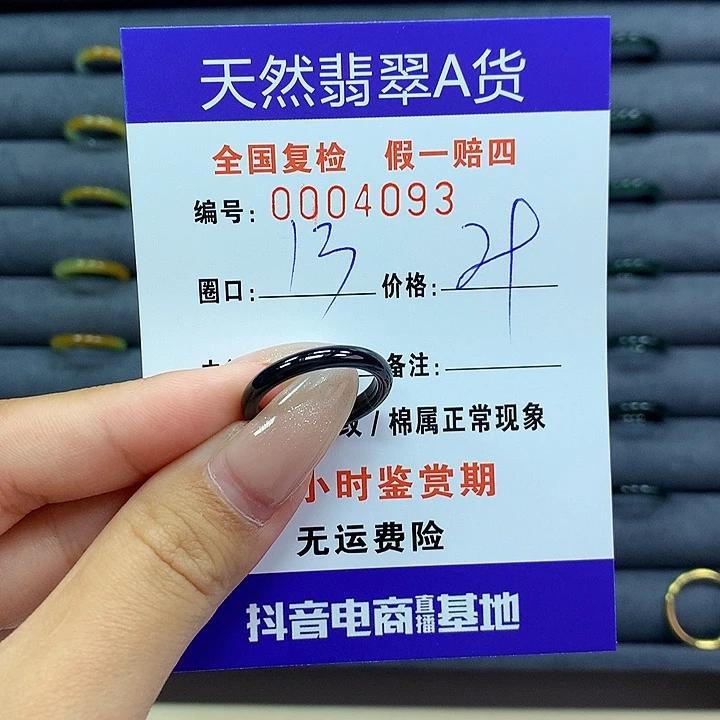 天然翡翠A货
全国复检 假一赔四
编号: 0004093
圈口: 13 价格: 28
备注:
/ 棉属正常现象
小时鉴赏期
无运费险
抖音电商直播基地